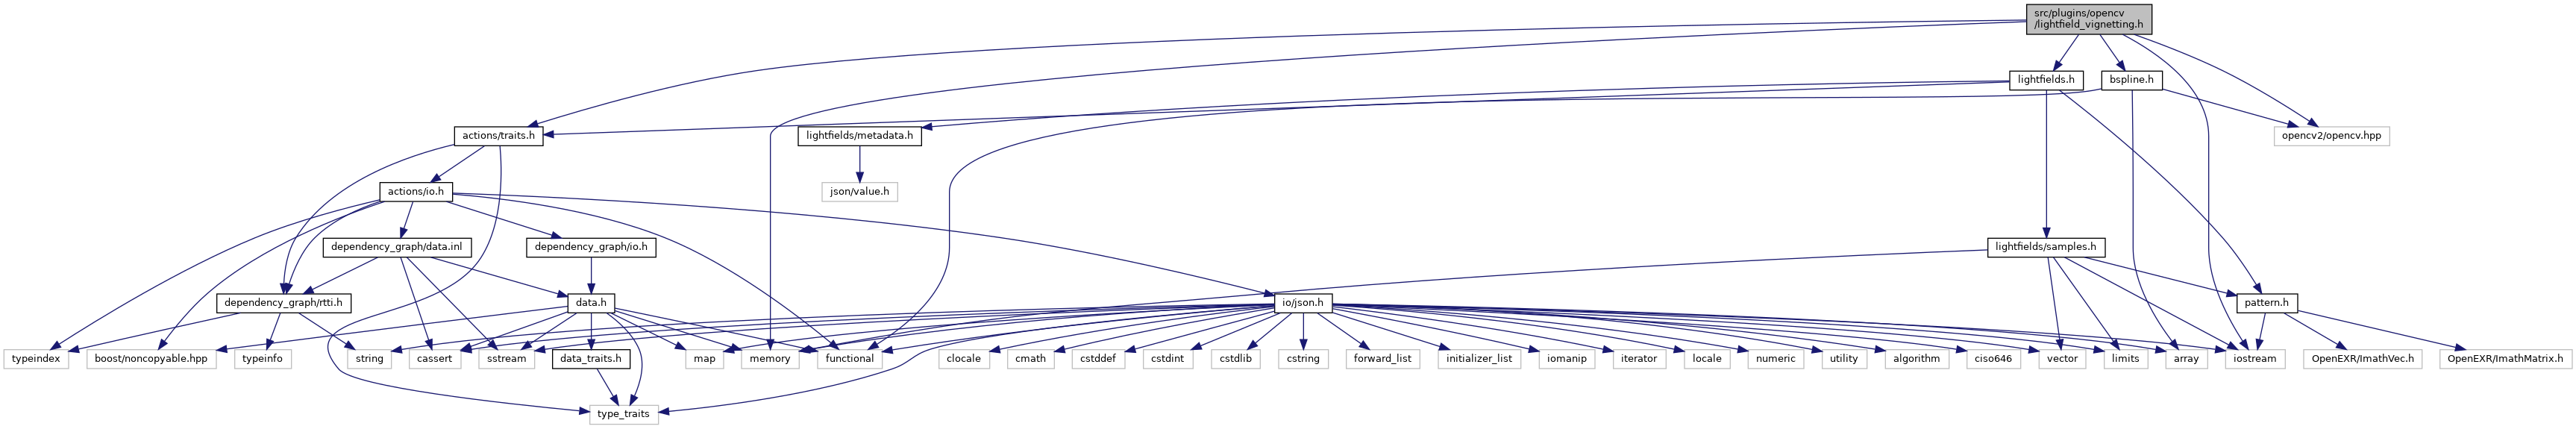 src/plugins/opencv
/lightfield_vignetting.h
lightfields.h
bspline.h
actions/traits.h
lightfields/metadata.h
opencv2/opencv.hpp
actions/io.h
json/value.h
dependency_graph/data.inl
dependency_graph/io.h
lightfields/samples.h
dependency_graph/rtti.h
data.h
io/json.h
pattern.h
typeindex
boost/noncopyable.hpp
typeinfo
string
cassert
sstream
data_traits.h
map
memory
functional
clocale
cmath
cstddef
cstdint
cstdlib
cstring
forward_list
initializer_list
iomanip
iterator
locale
numeric
utility
algorithm
ciso646
vector
limits
array
iostream
OpenEXR/ImathVec.h
OpenEXR/ImathMatrix.h
type_traits